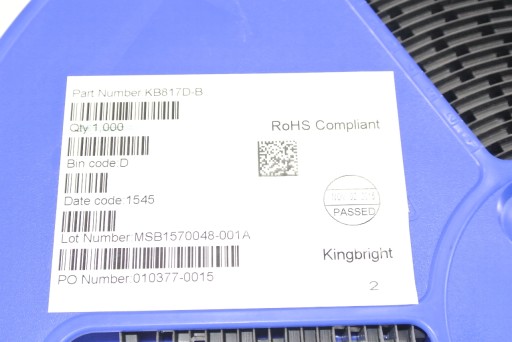 Part Number:KB817D-B
Qty:1,000
RoHS Compliant
Bin code:D
Date code:1545
PASSED
Lot Number:MSB1570048-001A
Kingbright
PO Number:010377-0015
2